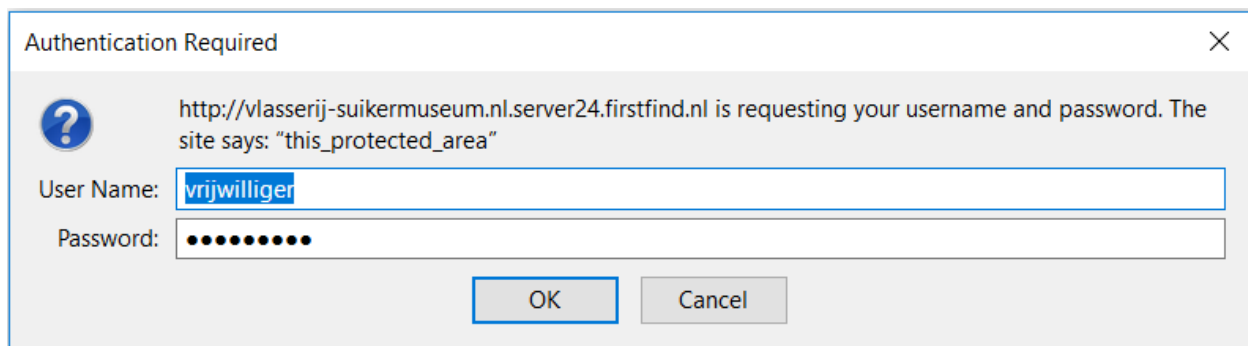 Authentication Required
http://vlasserij-suikermuseum.nl.server24.firstfind.nl is requesting your username and password. The
site says: “this_protected_area”
User Name: vrijwilliger
Password: ●●●●●●●●●
OK Cancel